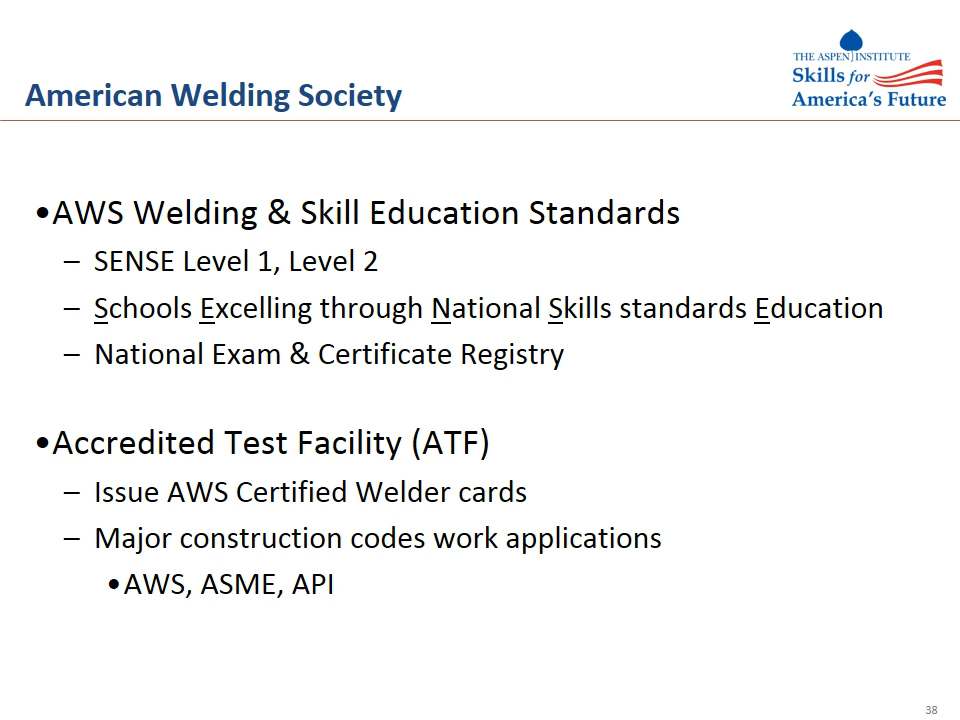 THE ASPEN INSTITUTE
Skills for
America's Future
American Welding Society
•AWS Welding & Skill Education Standards
– SENSE Level 1, Level 2
– Schools Excelling through National Skills standards Education
– National Exam & Certificate Registry
•Accredited Test Facility (ATF)
– Issue AWS Certified Welder cards
– Major construction codes work applications
•AWS, ASME, API
38